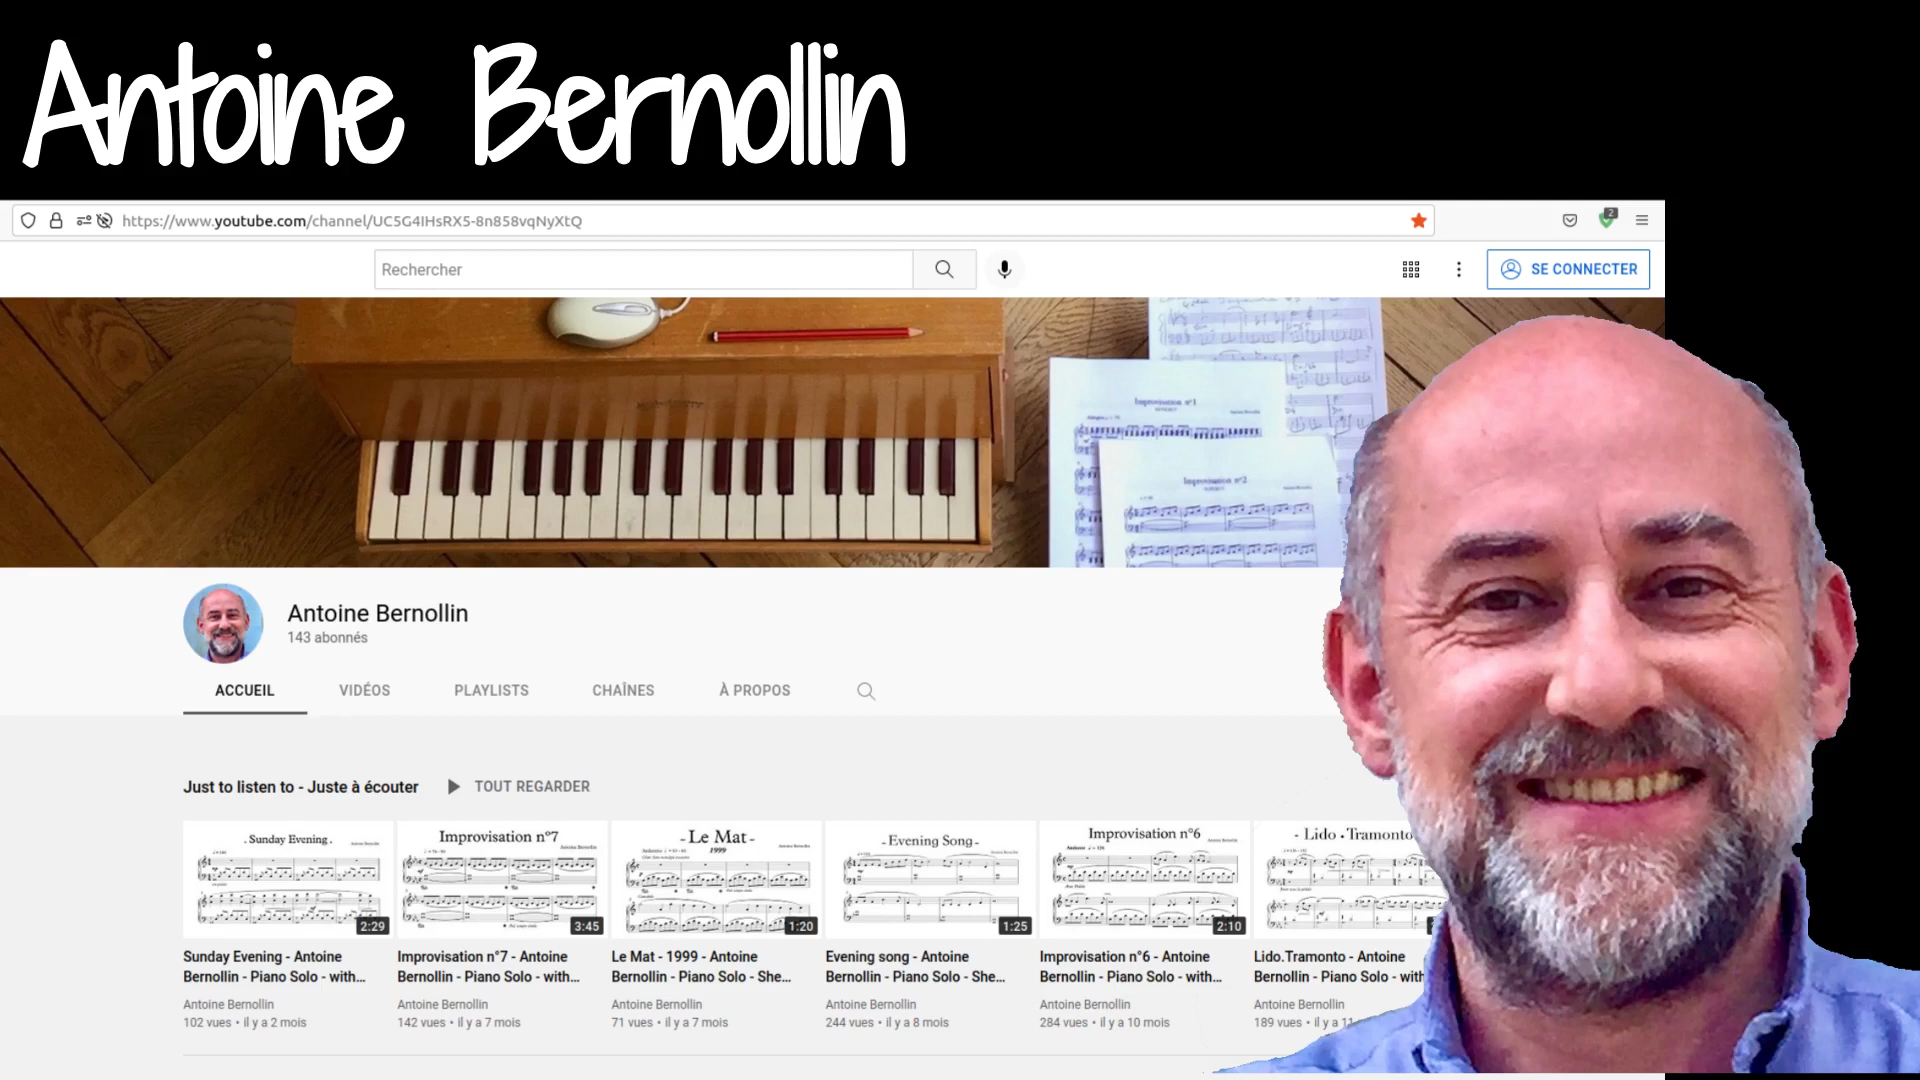 Antoine Bernollin
https://www.youtube.com/channel/UC5G4IHsRX5-8n858vqNyXtQ
2
Rechercher
SE CONNECTER
Improvisation n°1
Improvisation n°2
Antoine Bernollin
143 abonnés
ACCUEIL VIDÉOS PLAYLISTS CHAÎNES À PROPOS
Just to listen to - Juste à écouter TOUT REGARDER
. Sunday Evening . Improvisation n°7 - Le Mat - - Evening Song - Improvisation n°6 - Lido . Tramonto
1999
2:29 3:45 1:20 1:25 2:10
Sunday Evening - Antoine Improvisation n°7 - Antoine Le Mat - 1999 - Antoine Evening song - Antoine Improvisation n°6 - Antoine Lido.Tramonto - Antoine
Bernollin - Piano Solo - with... Bernollin - Piano Solo - with... Bernollin - Piano Solo - She... Bernollin - Piano Solo - She... Bernollin - Piano Solo - with... Bernollin - Piano Solo - with
Antoine Bernollin Antoine Bernollin Antoine Bernollin Antoine Bernollin Antoine Bernollin Antoine Bernollin
102 vues • il y a 2 mois 142 vues • il y a 7 mois 71 vues • il y a 7 mois 244 vues • il y a 8 mois 284 vues • il y a 10 mois 189 vues • il y a 11